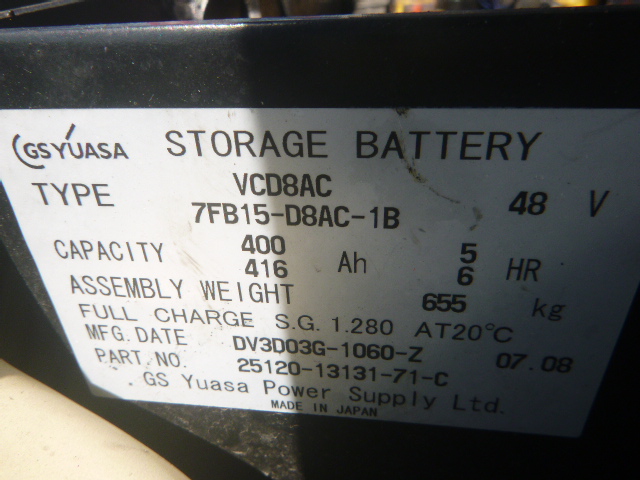 GS YUASA STORAGE BATTERY
TYPE VCD8AC 48 V
7FB15-D8AC-1B
CAPACITY 400 Ah 5 HR
416 6
ASSEMBLY WEIGHT 655 kg
FULL CHARGE S.G. 1.280 AT20°C
MFG. DATE DV3D03G-1060-Z 07.08
PART. NO. 25120-13131-71-C
GS Yuasa Power Supply Ltd.
MADE IN JAPAN